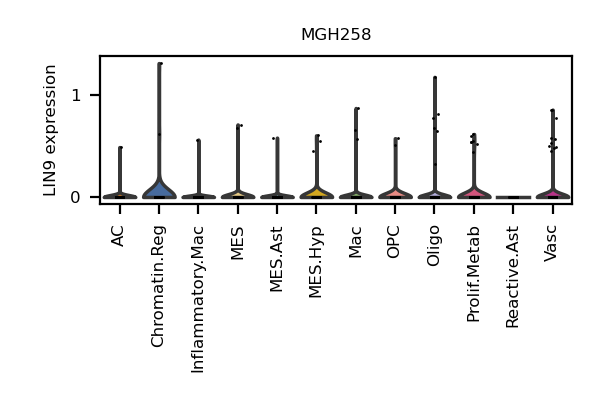 MGH258
LIN9 expression
1
0
AC
Chromatin.Reg
Inflammatory.Mac
MES
MES.Ast
MES.Hyp
Mac
OPC
Oligo
Prolif.Metab
Reactive.Ast
Vasc